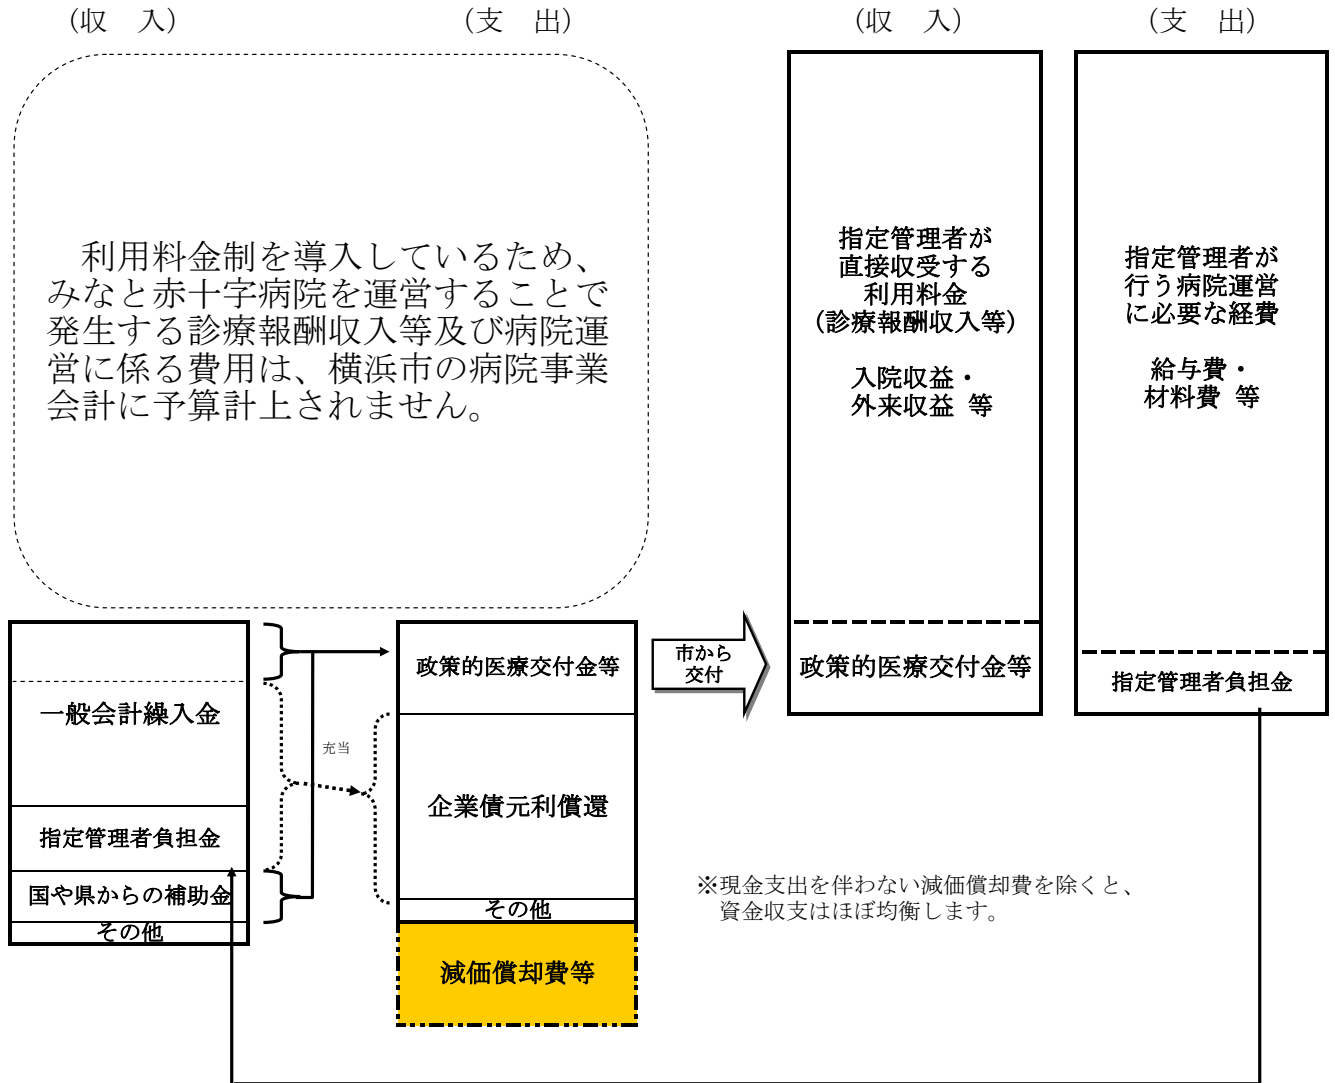 （収　入）
（支　出）
（収　入）
（支　出）
利用料金制を導入しているため、
みなと赤十字病院を運営することで
発生する診療報酬収入等及び病院運
営に係る費用は、横浜市の病院事業
会計に予算計上されません。
指定管理者が
直接収受する
利用料金
（診療報酬収入等）
入院収益・
外来収益 等
指定管理者が
行う病院運営
に必要な経費
給与費・
材料費 等
一般会計繰入金
指定管理者負担金
国や県からの補助金
その他
充当
政策的医療交付金等
企業債元利償還
その他
減価償却費等
市から
交付
政策的医療交付金等
指定管理者負担金
※現金支出を伴わない減価償却費を除くと、
資金収支はほぼ均衡します。